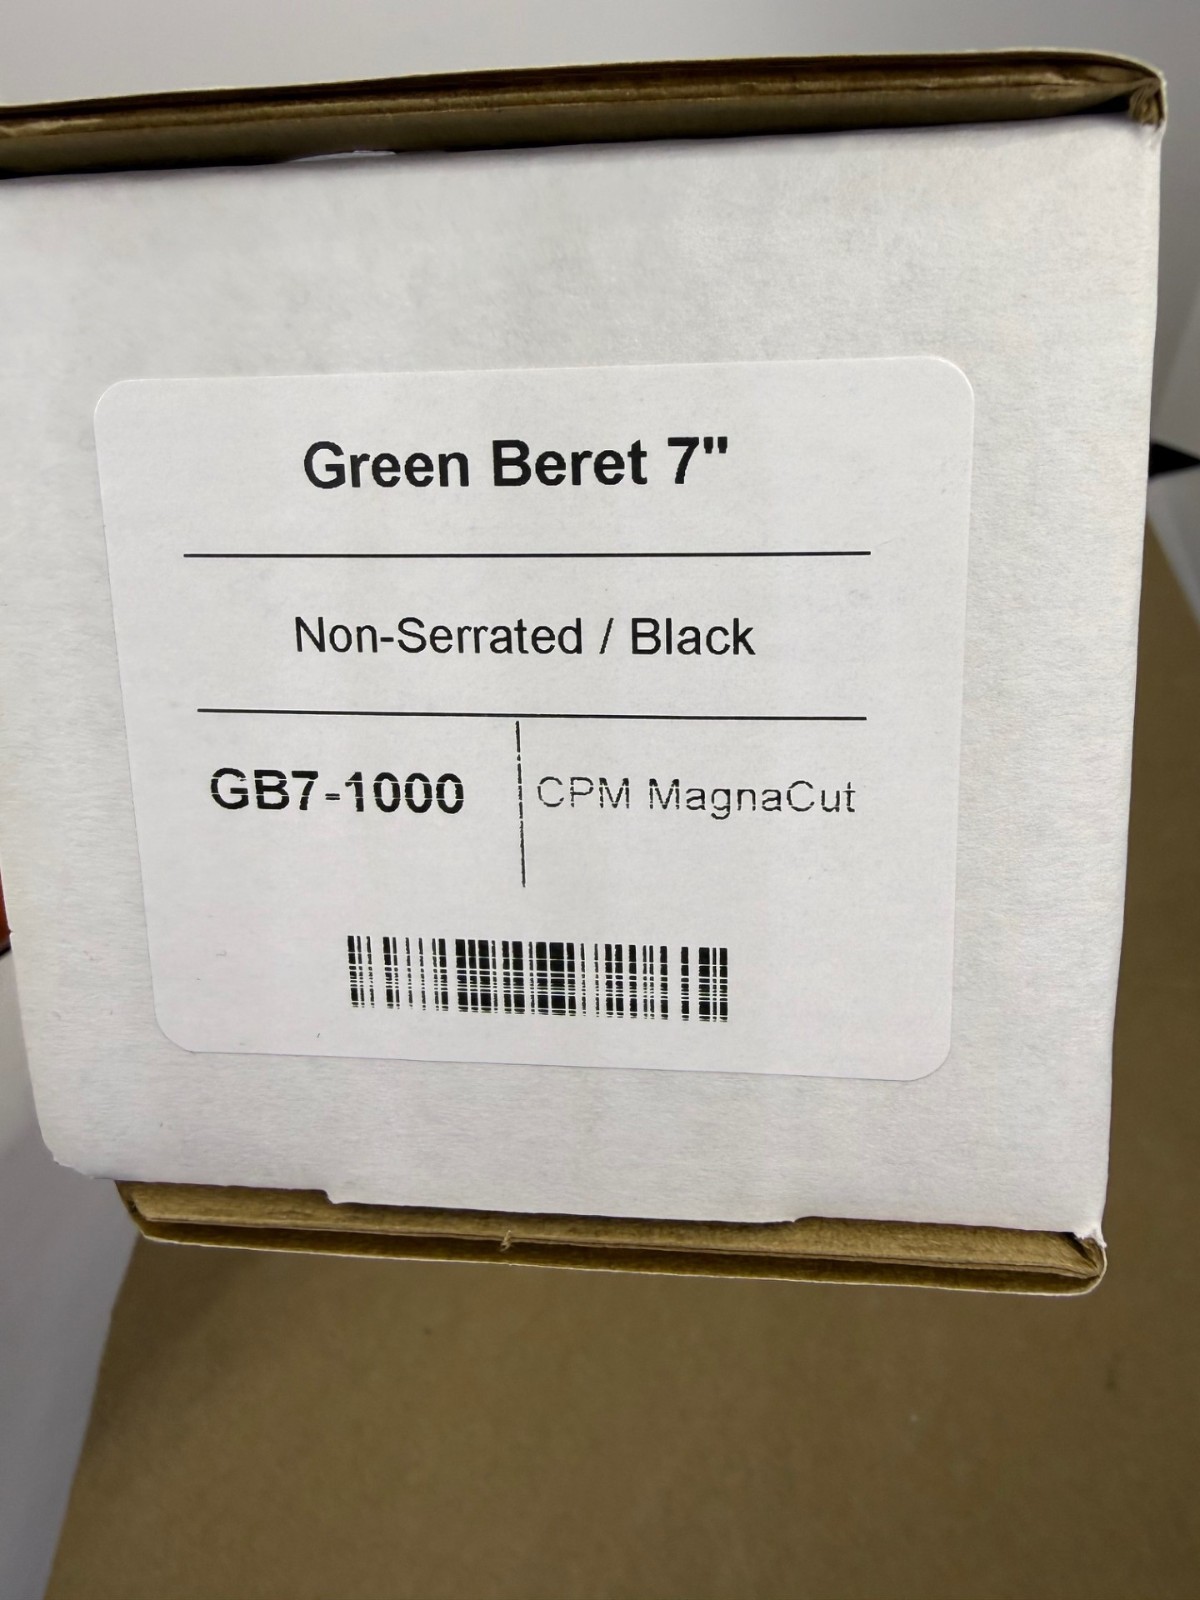 Green Beret 7"
Non-Serrated / Black
GB7-1000
CPM MagnaCut